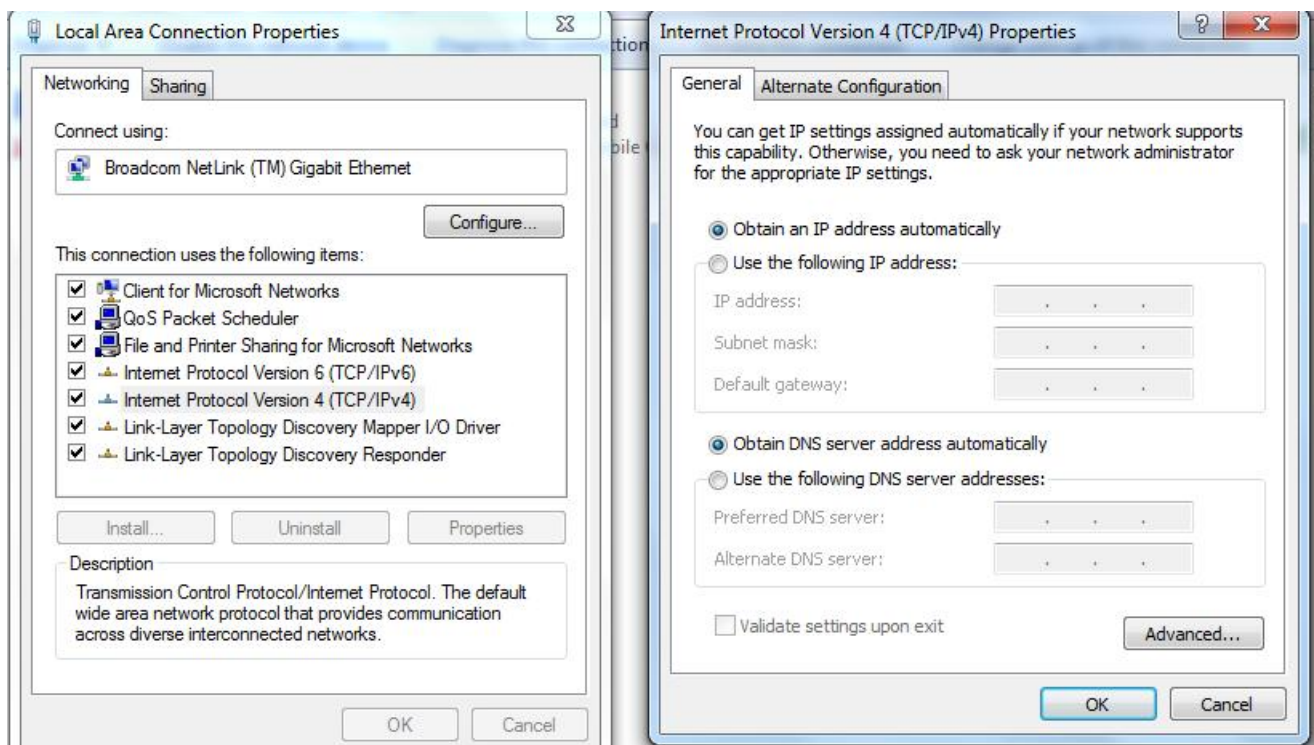 Local Area Connection Properties
Networking
Sharing
Connect using:
Broadcom NetLink (TM) Gigabit Ethernet
Configure...
This connection uses the following items:
Client for Microsoft Networks
QoS Packet Scheduler
File and Printer Sharing for Microsoft Networks
Internet Protocol Version 6 (TCP/IPv6)
Internet Protocol Version 4 (TCP/IPv4)
Link-Layer Topology Discovery Mapper I/O Driver
Link-Layer Topology Discovery Responder
Install...
Uninstall
Properties
Description
Transmission Control Protocol/Internet Protocol. The default
wide area network protocol that provides communication
across diverse interconnected networks.
OK
Cancel
Internet Protocol Version 4 (TCP/IPv4) Properties
General
Alternate Configuration
You can get IP settings assigned automatically if your network supports
this capability. Otherwise, you need to ask your network administrator
for the appropriate IP settings.
Obtain an IP address automatically
Use the following IP address:
IP address:
Subnet mask:
Default gateway:
Obtain DNS server address automatically
Use the following DNS server addresses:
Preferred DNS server:
Alternate DNS server:
Validate settings upon exit
Advanced...
OK
Cancel